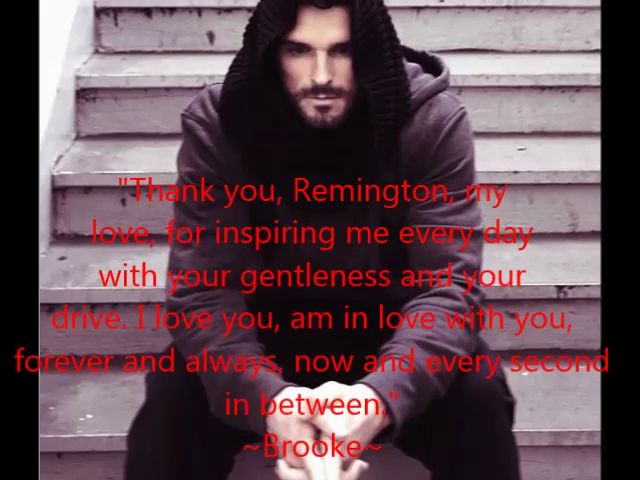 "Thank you, Remington, my
love, for inspiring me every day
with your gentleness and your
drive. I love you, am in love with you,
forever and always, now and every second
in between."
~Brooke~